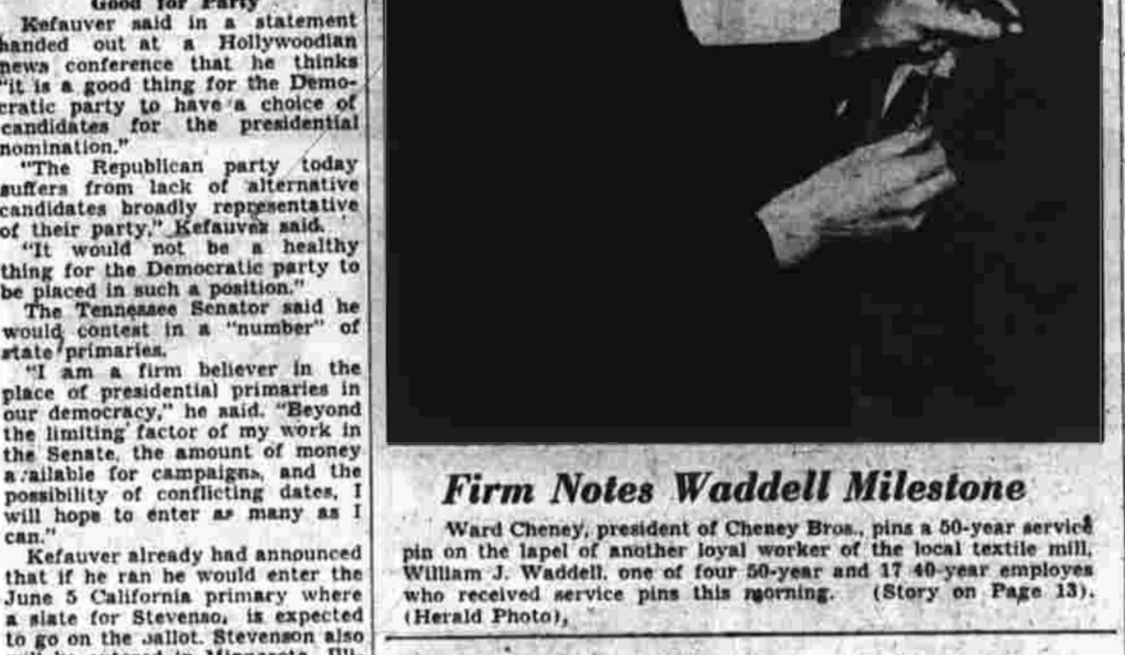 Good for Party
Kefauver said in a statement
handed out at a Hollywoodian
news conference that he thinks
"it is a good thing for the Demo-
cratic party to have a choice of
candidates for the presidential
nomination."
"The Republican party today
suffers from lack of alternative
candidates broadly representative
of their party," Kefauver said.
"It would not be a healthy
thing for the Democratic party to
be placed in such a position."
The Tennessee Senator said he
would contest in a "number" of
state primaries.
"I am a firm believer in the
place of presidential primaries in
our democracy," he said. "Beyond
the limiting factor of my work in
the Senate, the amount of money
available for campaigns, and the
possibility of conflicting dates, I
will hope to enter as many as I
can."
Kefauver already had announced
that if he ran he would enter the
June 5 California primary where
a slate for Stevenson is expected
to go on the ballot. Stevenson also
will be entered in Minnesota, Illi-
Firm Notes Waddell Milestone
Ward Cheney, president of Cheney Bros., pins a 50-year service
pin on the lapel of another loyal worker of the local textile mill,
William J. Waddell, one of four 50-year and 17 40-year employes
who received service pins this morning. (Story on Page 13).
(Herald Photo),